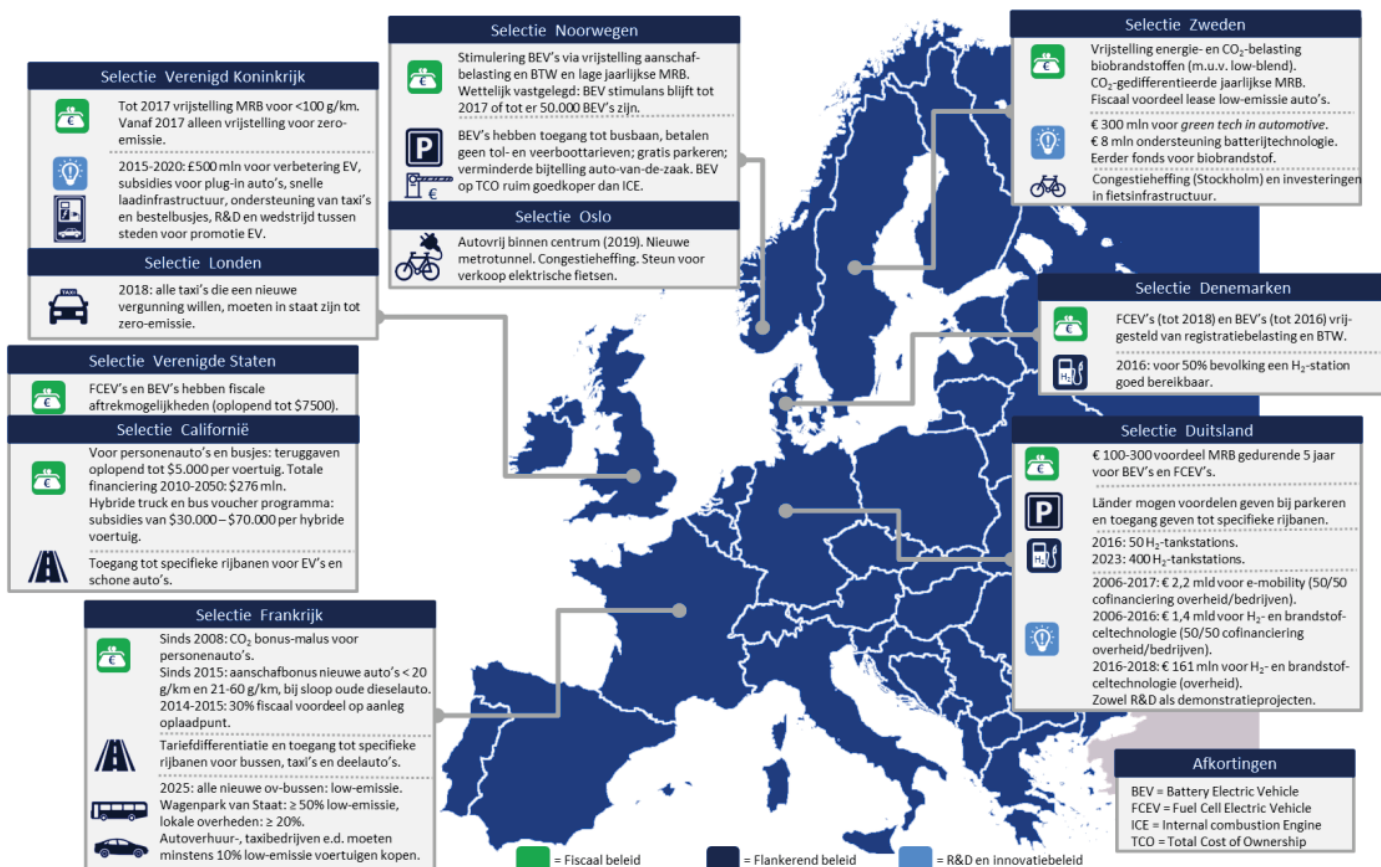 Selectie Verenigd Koninkrijk
Tot 2017 vrijstelling MRB voor <100 g/km.
Vanaf 2017 alleen vrijstelling voor zero-
emissie.
2015-2020: £500 mln voor verbetering EV,
subsidies voor plug-in auto's, snelle
laadinfrastructuur, ondersteuning van taxi's
en bestelbusjes, R&D en wedstrijd tussen
steden voor promotie EV.
Selectie Londen
TAXI
2018: alle taxi's die een nieuwe
vergunning willen, moeten in staat zijn tot
zero-emissie.
Selectie Verenigde Staten
FCEV's en BEV's hebben fiscale
aftrekmogelijkheden (oplopend tot $7500).
Selectie Californië
Voor personenauto's en busjes: teruggaven
oplopend tot $5.000 per voertuig. Totale
financiering 2010-2050: $276 mln.
Hybride truck en bus voucher programma:
subsidies van $30.000 – $70.000 per hybride
voertuig.
Toegang tot specifieke rijbanen voor EV's en
schone auto's.
Selectie Frankrijk
Sinds 2008: CO₂ bonus-malus voor
personenauto's.
Sinds 2015: aanschafbonus nieuwe auto's < 20
g/km en 21-60 g/km, bij sloop oude dieselauto.
2014-2015: 30% fiscaal voordeel op aanleg
oplaadpunt.
Tariefdifferentiatie en toegang tot specifieke
rijbanen voor bussen, taxi's en deelauto's.
2025: alle nieuwe ov-bussen: low-emissie.
Wagenpark van Staat: ≥ 50% low-emissie,
lokale overheden: ≥ 20%.
Autoverhuur-, taxibedrijven e.d. moeten
minstens 10% low-emissie voertuigen kopen.
Selectie Noorwegen
Stimulering BEV's via vrijstelling aanschaf-
belasting en BTW en lage jaarlijkse MRB.
Wettelijk vastgelegd: BEV stimulans blijft tot
2017 of tot er 50.000 BEV's zijn.
P
€
BEV's hebben toegang tot busbaan, betalen
geen tol- en veerboottarieven; gratis parkeren;
verminderde bijtelling auto-van-de-zaak. BEV
op TCO ruim goedkoper dan ICE.
Selectie Oslo
Autovrij binnen centrum (2019). Nieuwe
metrotunnel. Congestieheffing. Steun voor
verkoop elektrische fietsen.
Selectie Zweden
Vrijstelling energie- en CO₂-belasting
biobrandstoffen (m.u.v. low-blend).
CO₂-gedifferentieerde jaarlijkse MRB.
Fiscaal voordeel lease low-emissie auto's.
€ 300 mln voor green tech in automotive.
€ 8 mln ondersteuning batterijtechnologie.
Eerder fonds voor biobrandstof.
Congestieheffing (Stockholm) en investeringen
in fietsinfrastructuur.
Selectie Denemarken
FCEV's (tot 2018) en BEV's (tot 2016) vrij-
gesteld van registratiebelasting en BTW.
H₂
2016: voor 50% bevolking een H₂-station
goed bereikbaar.
Selectie Duitsland
€ 100-300 voordeel MRB gedurende 5 jaar
voor BEV's en FCEV's.
P
Länder mogen voordelen geven bij parkeren
en toegang geven tot specifieke rijbanen.
H₂
2016: 50 H₂-tankstations.
2023: 400 H₂-tankstations.
2006-2017: € 2,2 mld voor e-mobility (50/50
cofinanciering overheid/bedrijven).
2006-2016: € 1,4 mld voor H₂- en brandstof-
celtechnologie (50/50 cofinanciering
overheid/bedrijven).
2016-2018: € 161 mln voor H₂- en brandstof-
celtechnologie (overheid).
Zowel R&D als demonstratieprojecten.
Afkortingen
BEV = Battery Electric Vehicle
FCEV = Fuel Cell Electric Vehicle
ICE = Internal combustion Engine
TCO = Total Cost of Ownership
= Fiscaal beleid
= Flankerend beleid
= R&D en innovatiebeleid